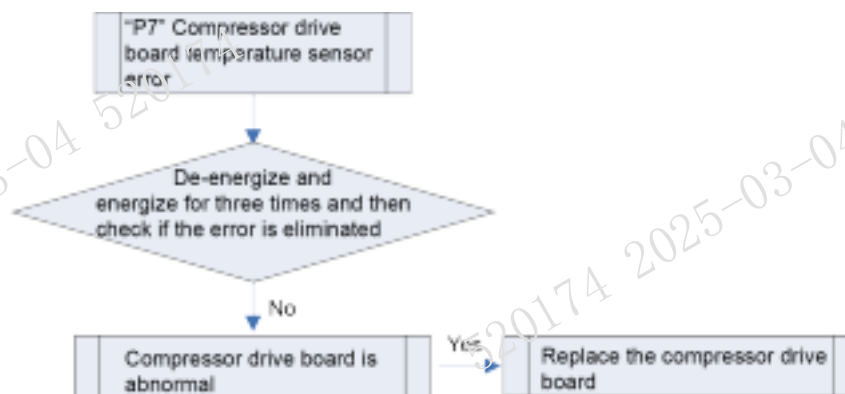 "P7" Compressor drive
board temperature sensor
error
De-energize and
energize for three times and then
check if the error is eliminated
No
Compressor drive board is
abnormal
Yes
Replace the compressor drive
board
-04 520174
520174 2025-03-04